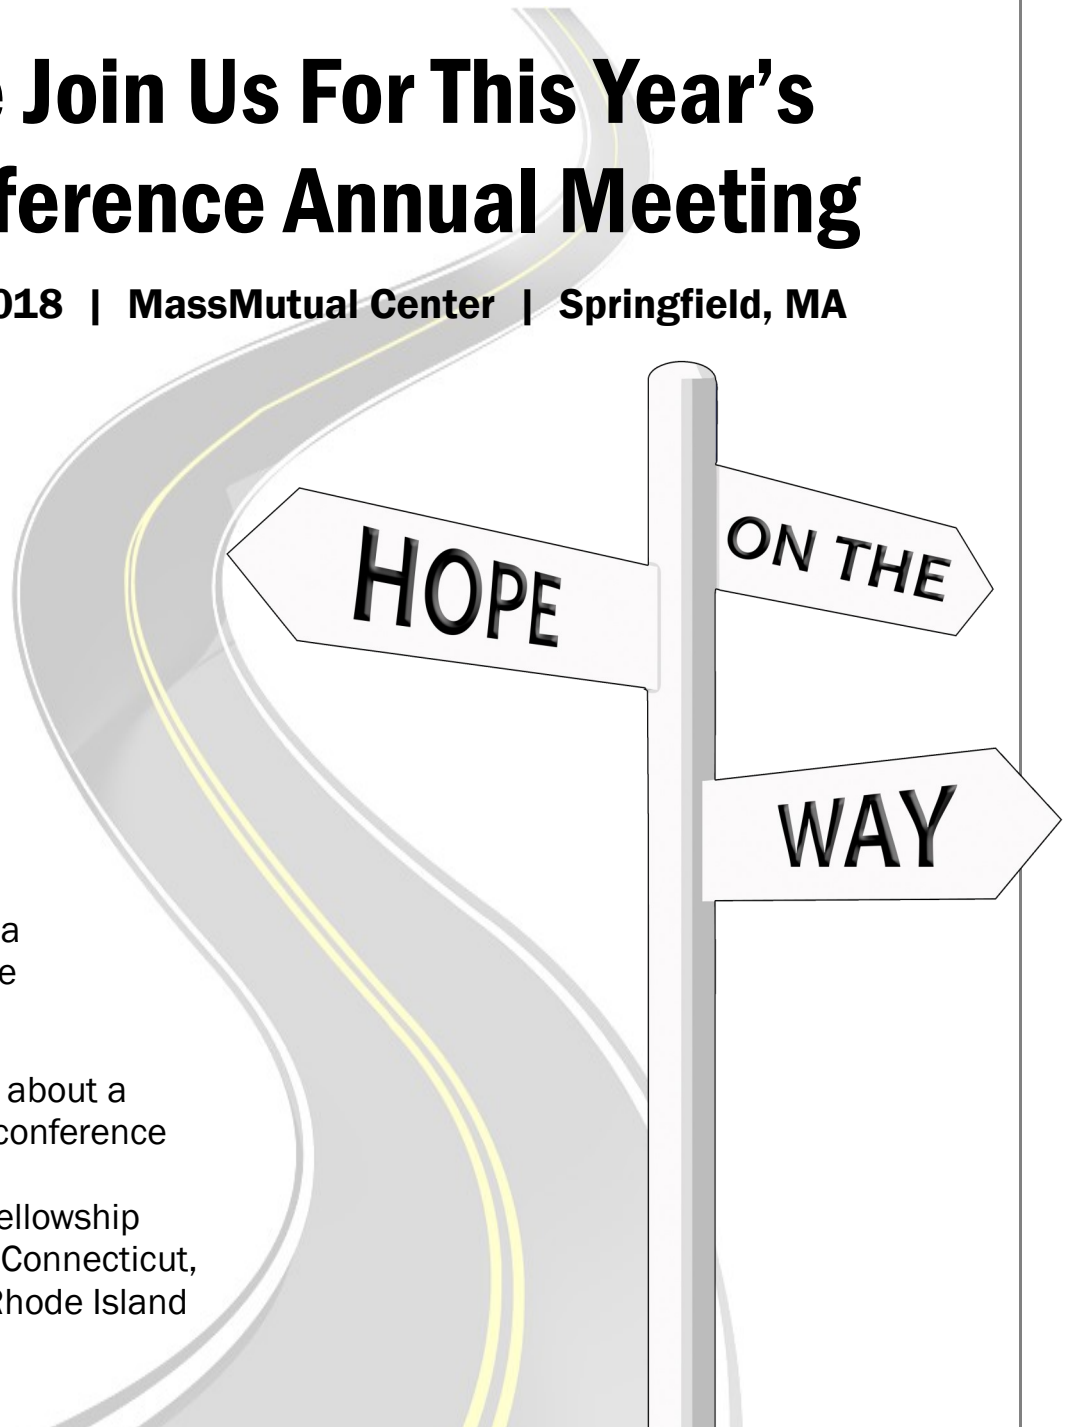 e Join Us For This Year’s
ference Annual Meeting
018 | MassMutual Center | Springfield, MA
HOPE
ON THE
WAY
a
e
about a
conference
ellowship
Connecticut,
Rhode Island